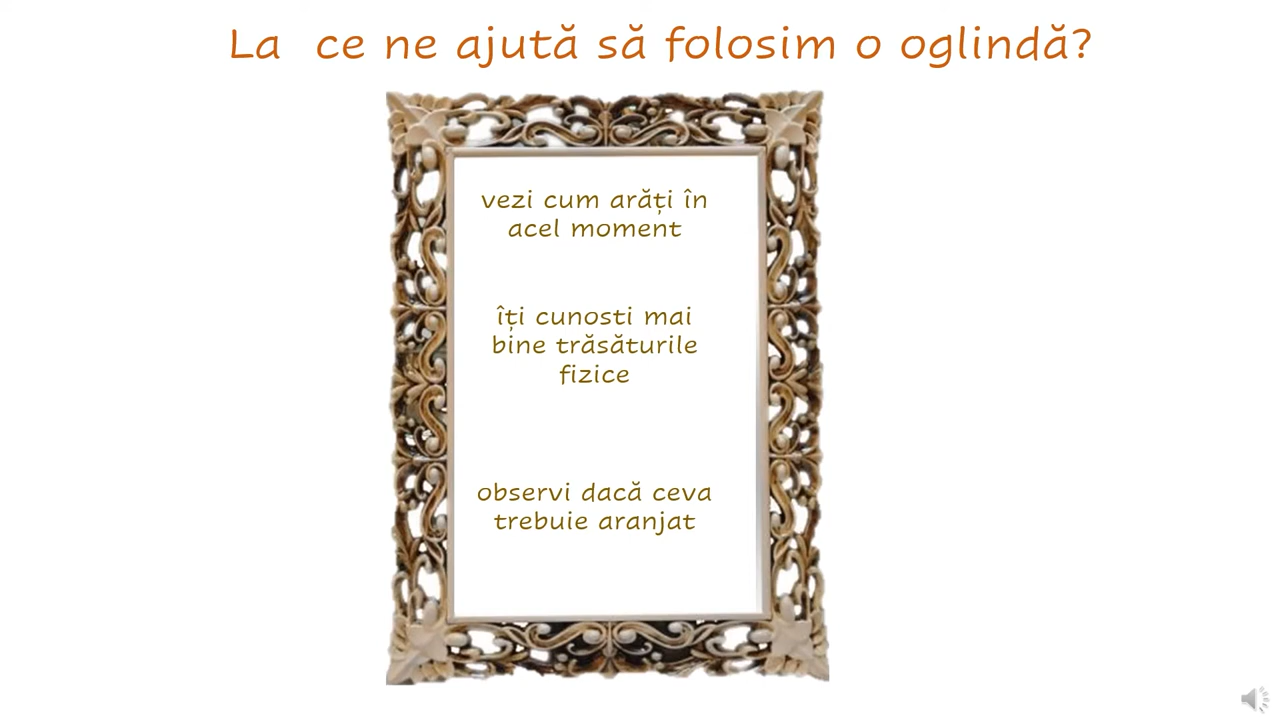 La ce ne ajută să folosim o oglindă?
vezi cum arăți în
acel moment
îți cunosti mai
bine trăsăturile
fizice
observi dacă ceva
trebuie aranjat